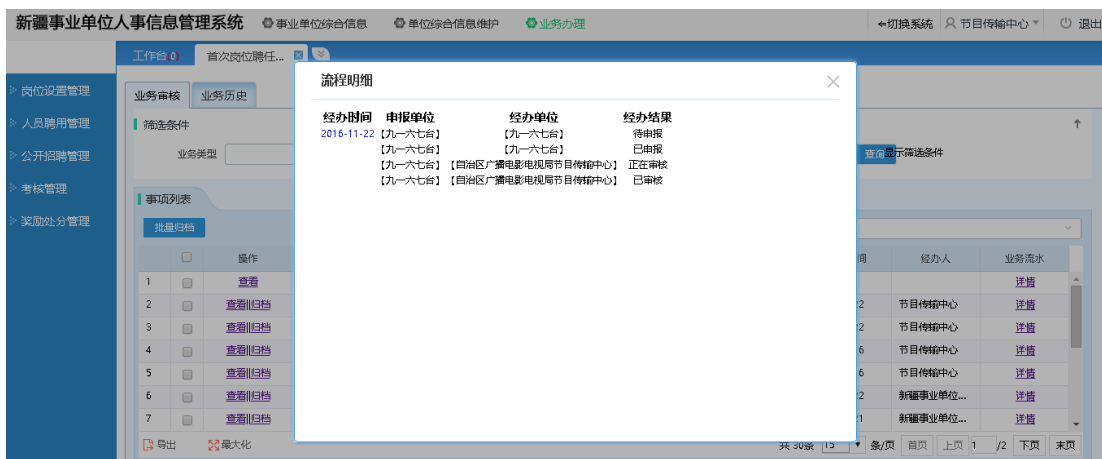 新疆事业单位人事信息管理系统 事业单位综合信息 单位综合信息维护 业务办理 切换系统 节目传输中心 退出
工作台(0) 首次岗位聘任...
流程明细
岗位设置管理
人员聘用管理
公开招聘管理
考核管理
奖励处分管理
业务审核 业务历史
筛选条件
业务类型 查询 显示筛选条件
经办时间 申报单位 经办单位 经办结果
2016-11-22 【九一六七台】 【九一六七台】 待申报
【九一六七台】 【九一六七台】 已申报
【九一六七台】 【自治区广播电影电视局节目传输中心】 正在审核
【九一六七台】 【自治区广播电影电视局节目传输中心】 已审核
事项列表
批量归档
操作 间 经办人 业务流水
1 查看 详情
2 查看||归档 22 节目传输中心 详情
3 查看||归档 22 节目传输中心 详情
4 查看||归档 6 节目传输中心 详情
5 查看||归档 6 节目传输中心 详情
6 查看||归档 22 新疆事业单位... 详情
7 查看||归档 21 新疆事业单位... 详情
导出 最大化 共 30条 15 条/页 首页 上页 1 /2 下页 末页